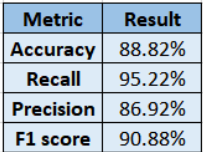 Metric Result
Accuracy 88.82%
Recall 95.22%
Precision 86.92%
F1 score 90.88%